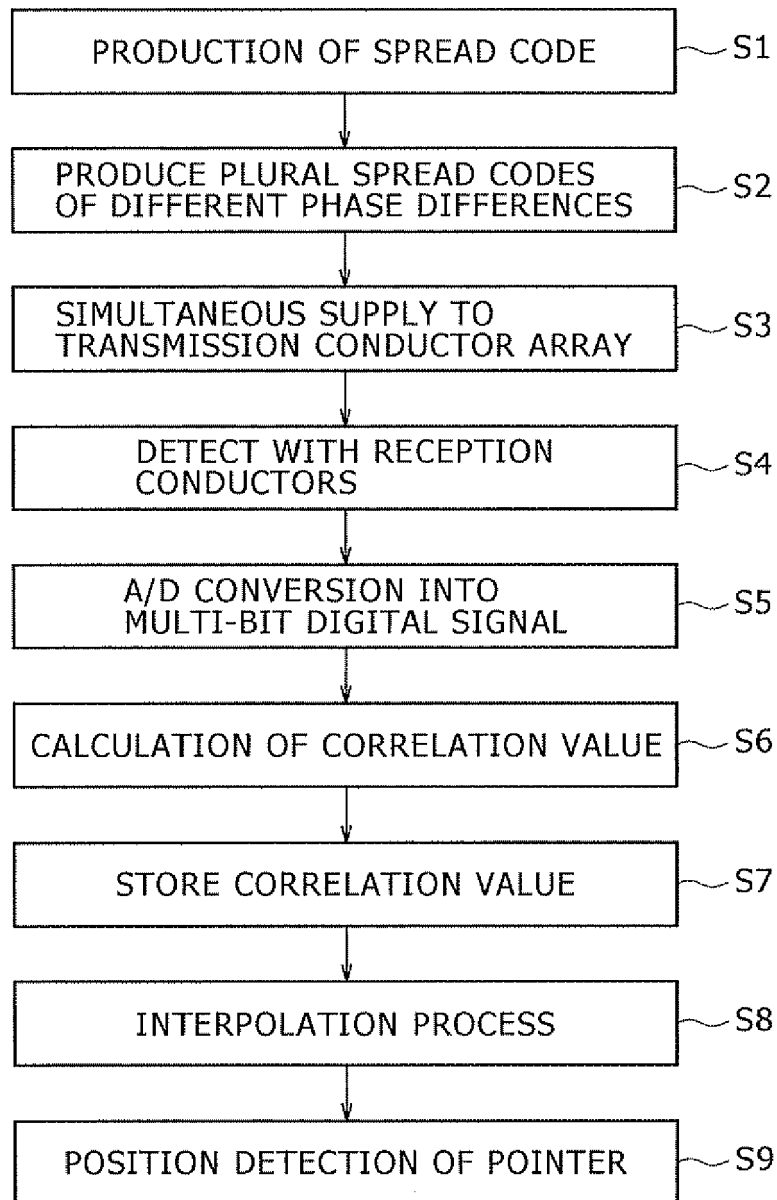 PRODUCTION OF SPREAD CODE
S1
PRODUCE PLURAL SPREAD CODES
OF DIFFERENT PHASE DIFFERENCES
S2
SIMULTANEOUS SUPPLY TO
TRANSMISSION CONDUCTOR ARRAY
S3
DETECT WITH RECEPTION
CONDUCTORS
S4
A/D CONVERSION INTO
MULTI-BIT DIGITAL SIGNAL
S5
CALCULATION OF CORRELATION VALUE
S6
STORE CORRELATION VALUE
S7
INTERPOLATION PROCESS
S8
POSITION DETECTION OF POINTER
S9